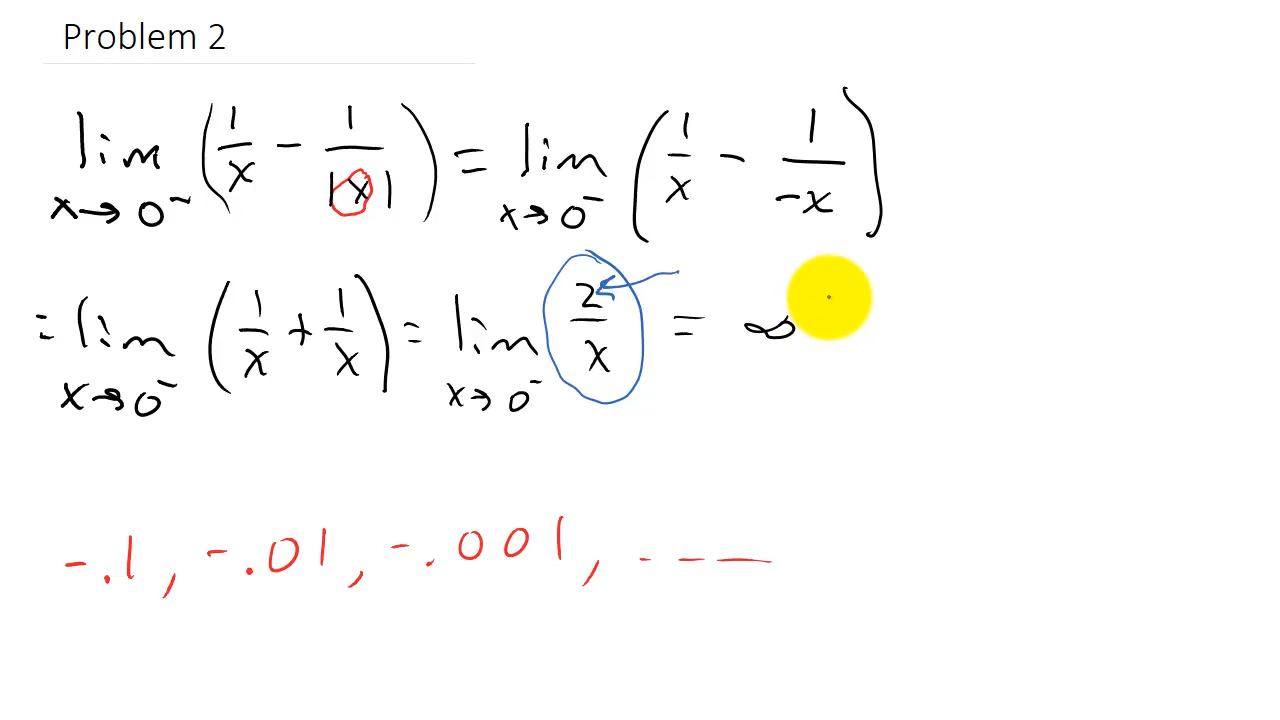 Problem 2
lim x→0⁻ (1/x - 1/|x|) = lim x→0⁻ (1/x - 1/-x)
= lim x→0⁻ (1/x + 1/x) = lim x→0⁻ 2/x = ∞
-.1, -.01, -.001, - - —